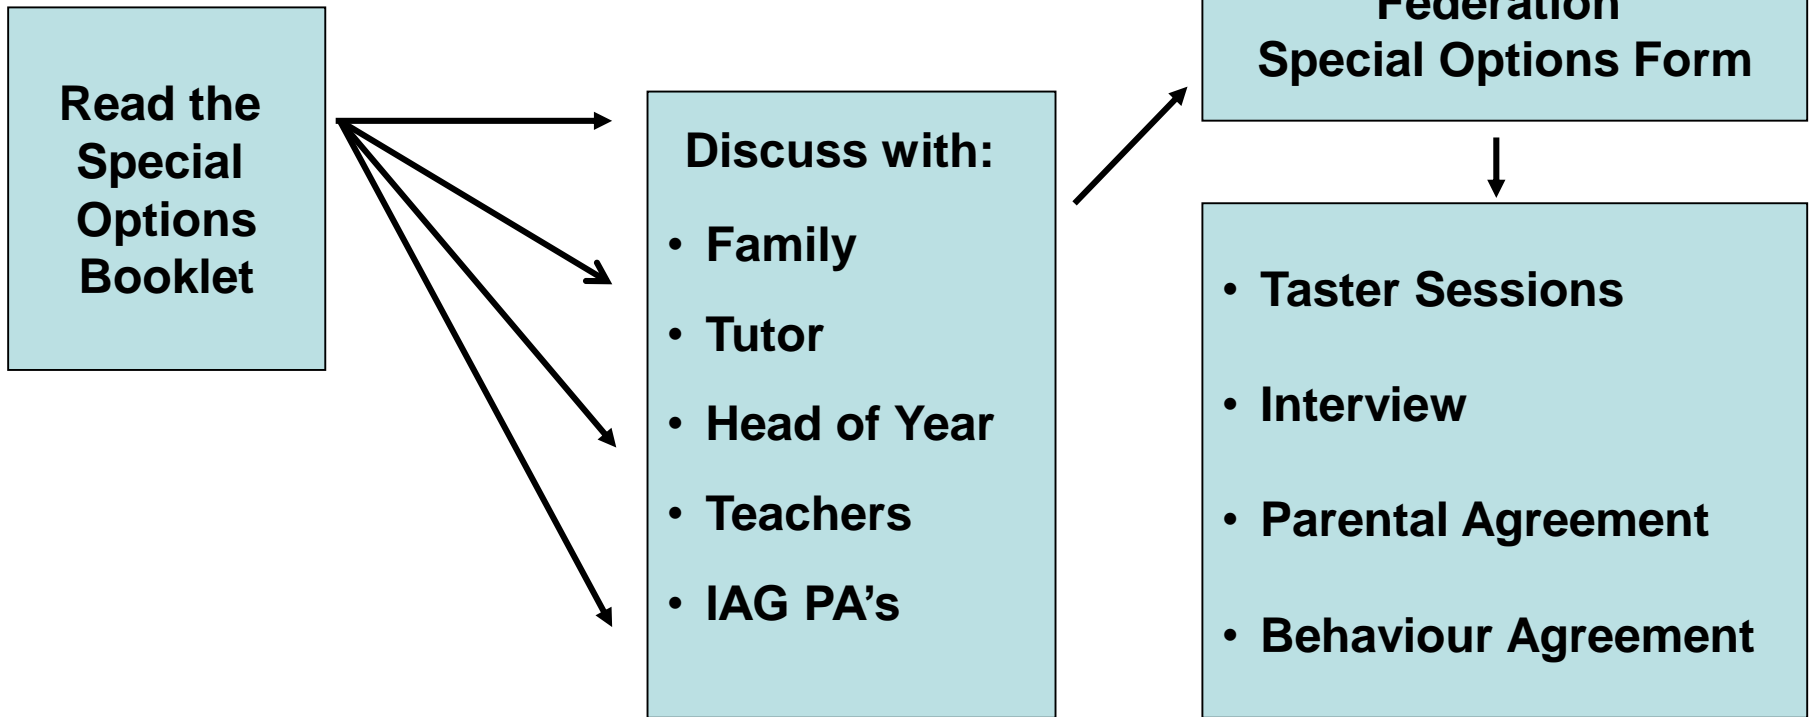 Read the
Special
Options
Booklet
Discuss with:
• Family
• Tutor
• Head of Year
• Teachers
• IAG PA’s
Federation
Special Options Form
• Taster Sessions
• Interview
• Parental Agreement
• Behaviour Agreement